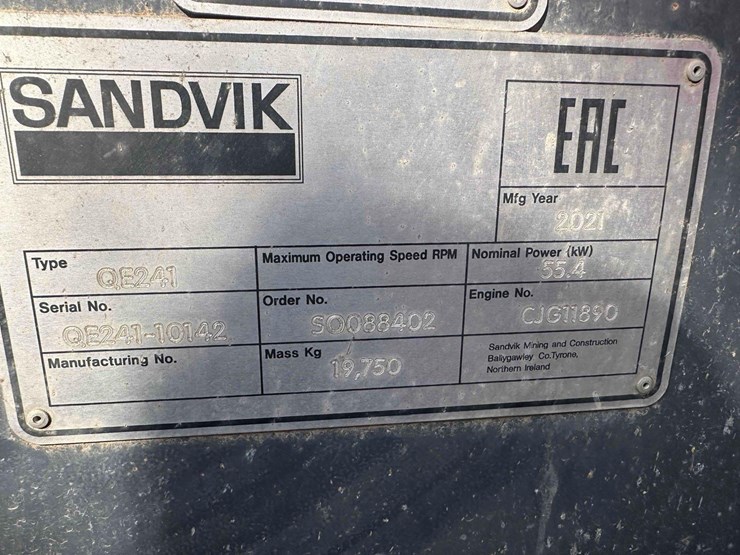 SANDVIK
EAC
Mfg Year
2021
Type
QE241
Maximum Operating Speed RPM
Nominal Power (kW)
55.4
Serial No.
QE241-10142
Order No.
SO088402
Engine No.
CJG11890
Manufacturing No.
Mass Kg
19,750
Sandvik Mining and Construction
Ballygawley Co.Tyrone,
Northern Ireland